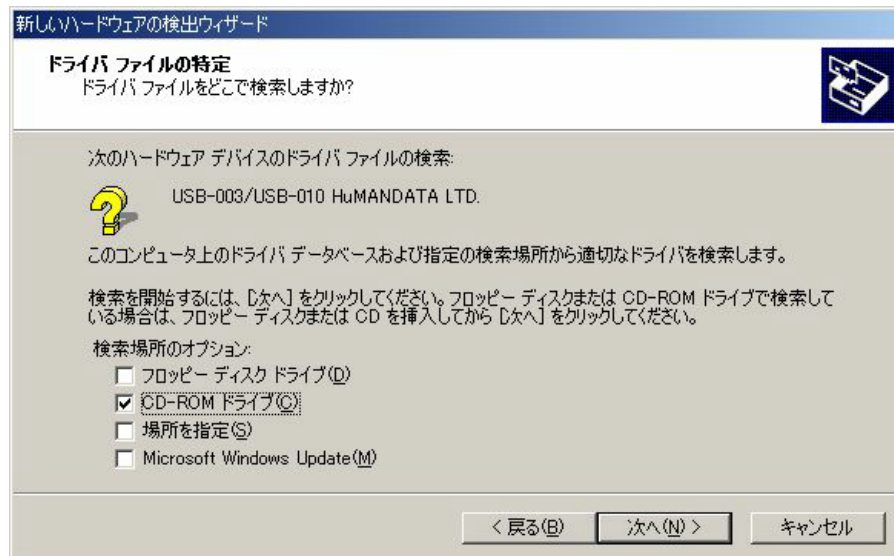 新しいハードウェアの検出ウィザード
ドライバ ファイルの特定
ドライバ ファイルをどこで検索しますか?
次のハードウェア デバイスのドライバ ファイルの検索:
USB-003/USB-010 HuMANDATA LTD.
このコンピュータ上のドライバ データベースおよび指定の検索場所から適切なドライバを検索します。
検索を開始するには、[次へ] をクリックしてください。フロッピー ディスクまたは CD-ROM ドライブで検索して
いる場合は、フロッピー ディスクまたは CD を挿入してから [次へ] をクリックしてください。
検索場所のオプション:
フロッピー ディスク ドライブ(D)
CD-ROM ドライブ(C)
場所を指定(S)
Microsoft Windows Update(M)
< 戻る(B) 次へ(N) > キャンセル